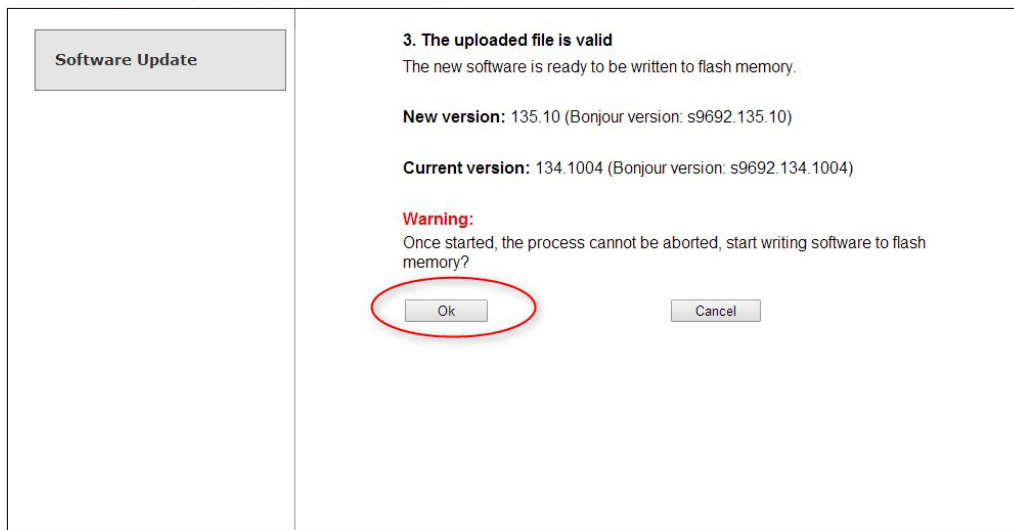 Software Update
3. The uploaded file is valid
The new software is ready to be written to flash memory.
New version: 135.10 (Bonjour version: s9692.135.10)
Current version: 134.1004 (Bonjour version: s9692.134.1004)
Warning:
Once started, the process cannot be aborted, start writing software to flash
memory?
Ok
Cancel